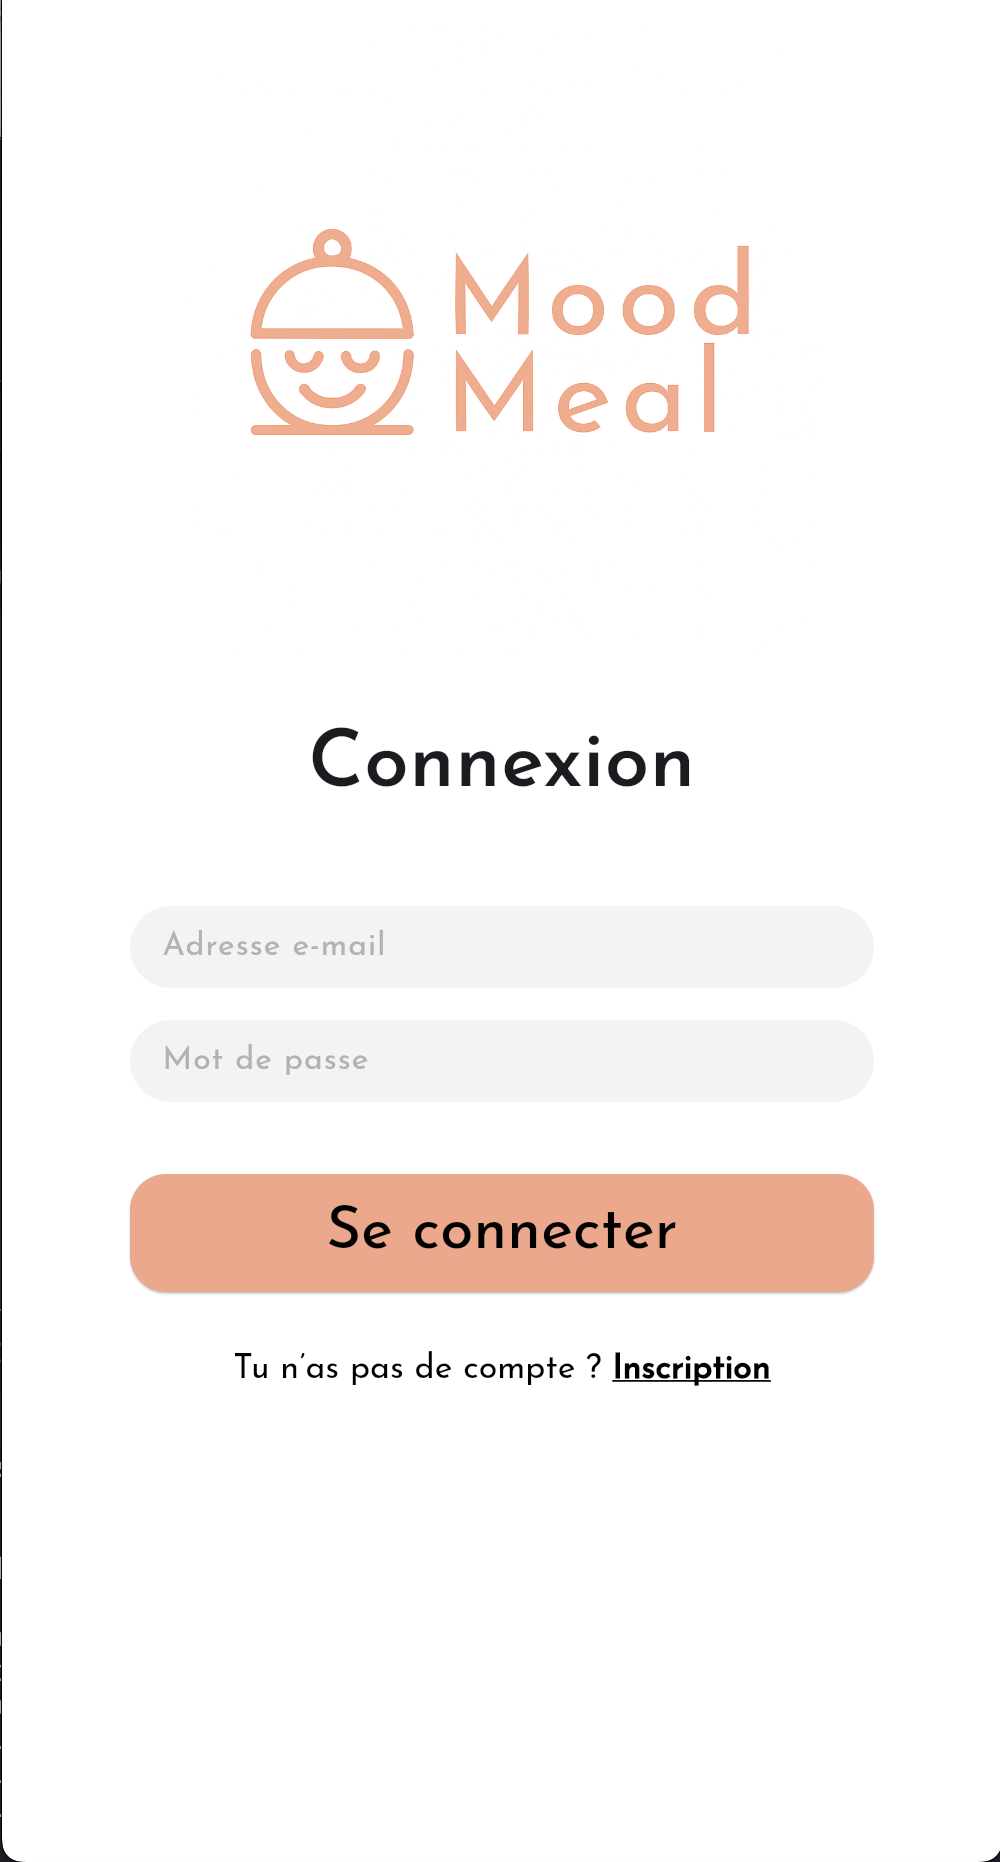 Mood
Meal
Connexion
Adresse e-mail
Mot de passe
Se connecter
Tu n’as pas de compte ? Inscription